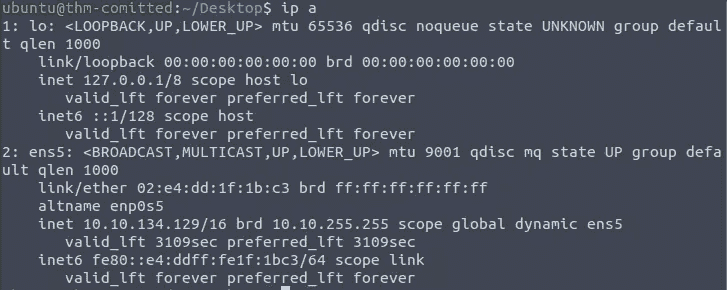 ubuntu@thm-comitted:~/Desktop$ ip a
1: lo: <LOOPBACK,UP,LOWER_UP> mtu 65536 qdisc noqueue state UNKNOWN group defaul
t qlen 1000
    link/loopback 00:00:00:00:00:00 brd 00:00:00:00:00:00
    inet 127.0.0.1/8 scope host lo
       valid_lft forever preferred_lft forever
    inet6 ::1/128 scope host
       valid_lft forever preferred_lft forever
2: ens5: <BROADCAST,MULTICAST,UP,LOWER_UP> mtu 9001 qdisc mq state UP group defa
ult qlen 1000
    link/ether 02:e4:dd:1f:1b:c3 brd ff:ff:ff:ff:ff:ff
    altname enp0s5
    inet 10.10.134.129/16 brd 10.10.255.255 scope global dynamic ens5
       valid_lft 3109sec preferred_lft 3109sec
    inet6 fe80::e4:ddff:fe1f:1bc3/64 scope link
       valid_lft forever preferred_lft forever